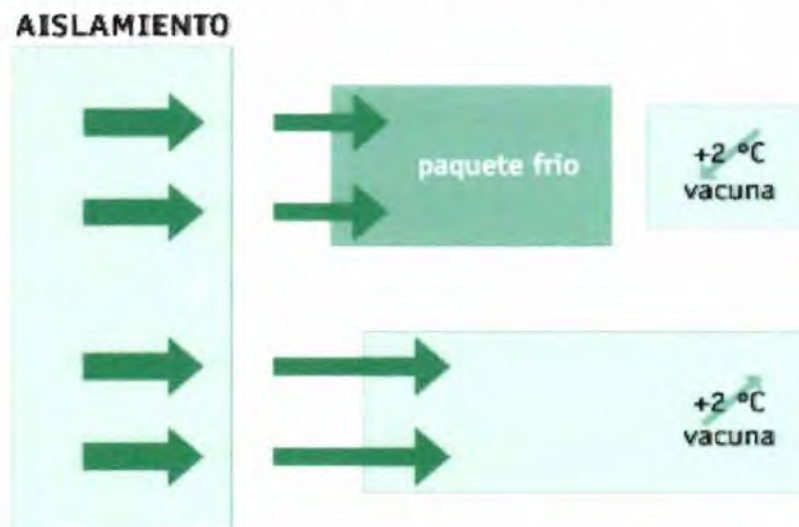 AISLAMIENTO
paquete frio
+2 °C
vacuna
+2 °C
vacuna